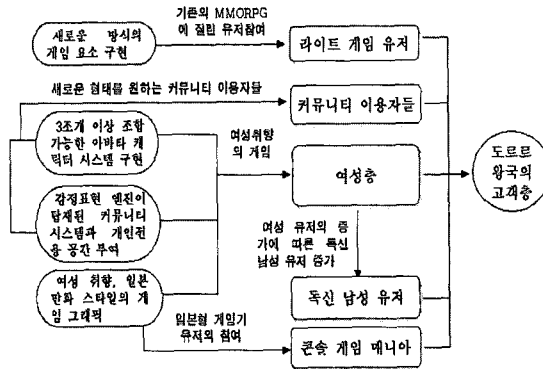 새로운 방식의
게임 요소 구현
기존의 MMORPG
에 질린 유저참여
라이트 게임 유저
새로운 형태를 원하는 커뮤니티 이용자들
커뮤니티 이용자들
3조개 이상 조합
가능한 아바타 캐
릭터 시스템 구현
여성취향
의 게임
여성층
도르르
왕국의
고객층
감정표현 엔진이
탑재된 커뮤니티
시스템과 개인전
용 공간 부여
여성 유저의 증
가에 따른 독신
남성 유저 증가
여성 취향, 일본
만화 스타일의 게
임 그래픽
독신 남성 유저
일본형 게임기
유저의 참여
콘솔 게임 매니아